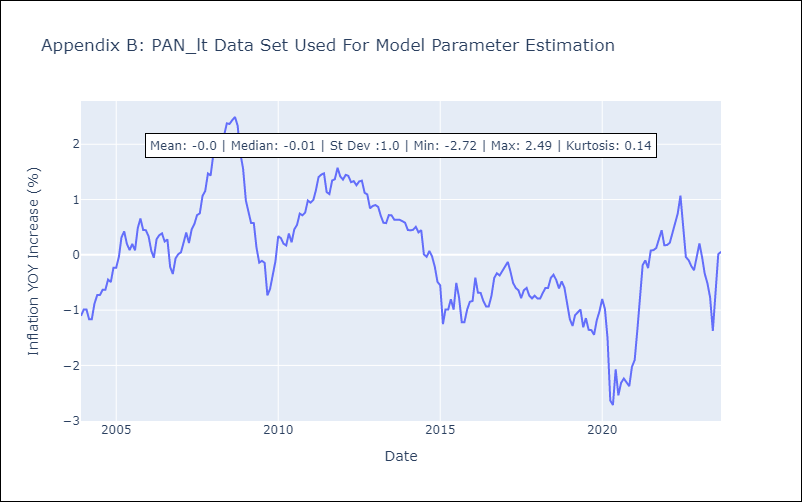 Appendix B: PAN_lt Data Set Used For Model Parameter Estimation
Mean: -0.0 | Median: -0.01 | St Dev :1.0 | Min: -2.72 | Max: 2.49 | Kurtosis: 0.14
Inflation YOY Increase (%)
2
1
0
−1
−2
−3
2005
2010
2015
2020
Date